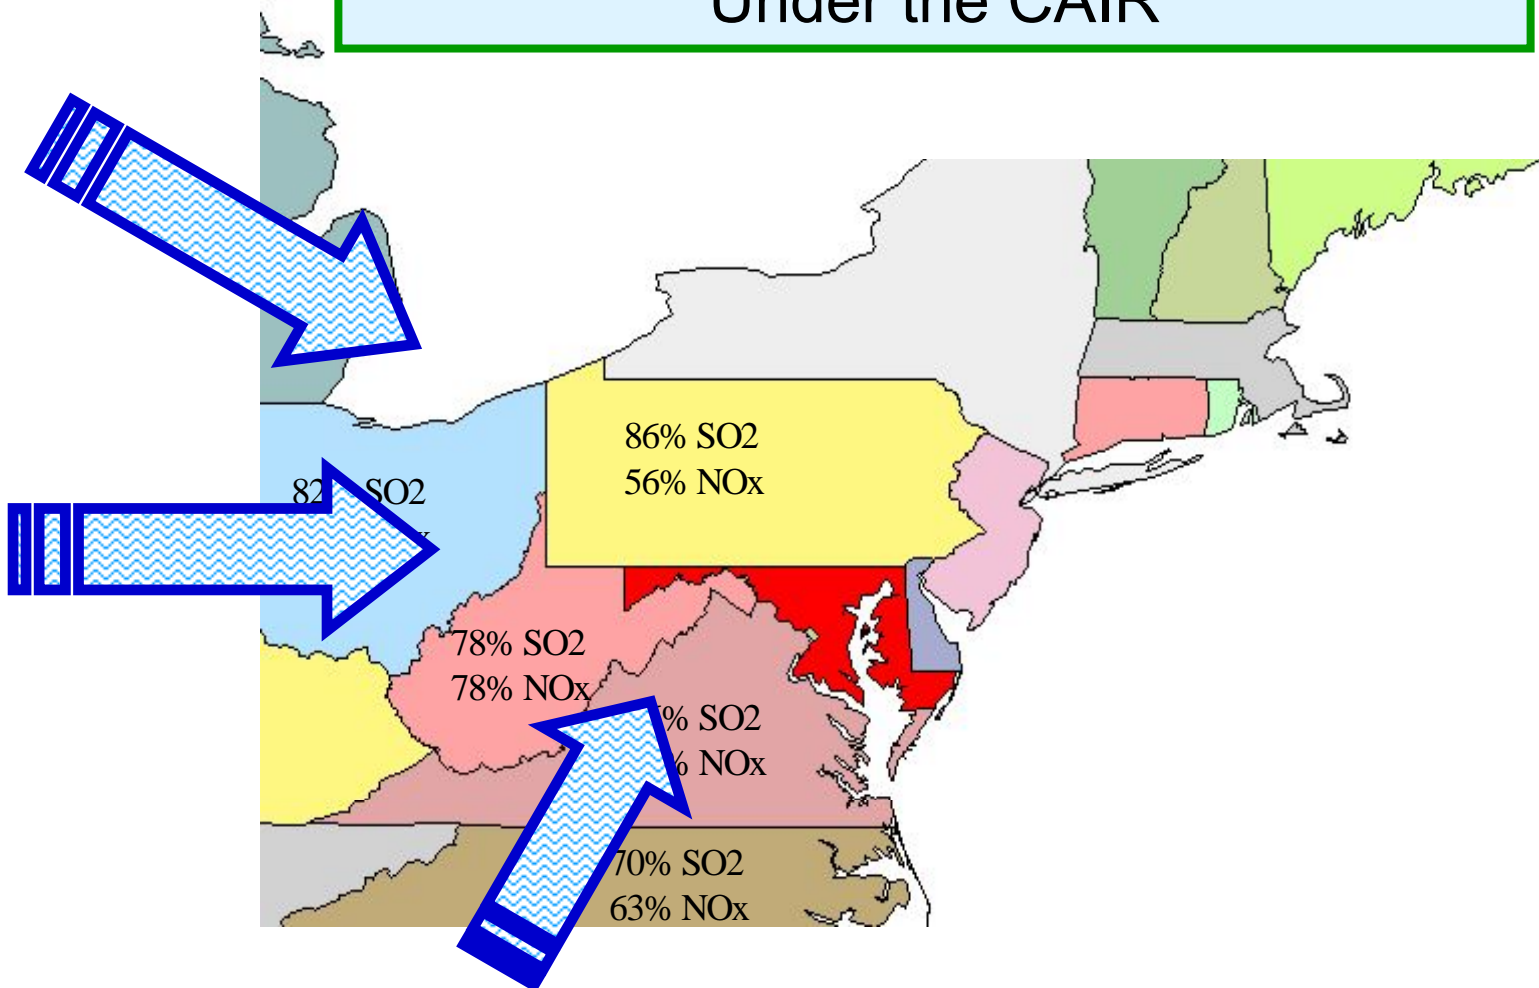 Under the CAIR
86% SO2
56% NOx
SO2
78% SO2
78% NOx
% SO2
% NOx
70% SO2
63% NOx